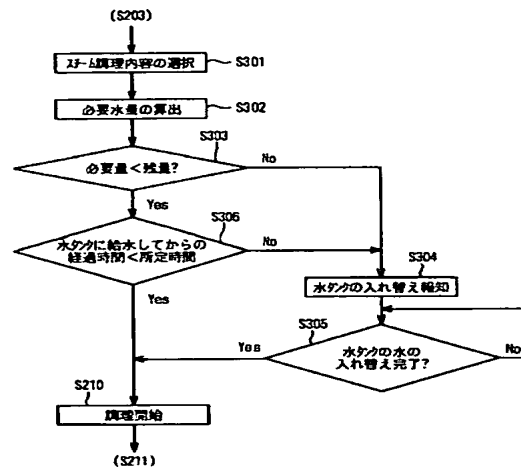 (S203)
スチーム調理内容の選択
S301
必要水量の算出
S302
S303
必要量<残量?
No
Yes
S306
水タンクに給水してからの
経過時間<所定時間
No
Yes
S304
水タンクの入れ替え報知
S305
水タンクの水の
入れ替え完了?
Yes
No
S210
調理開始
(S211)